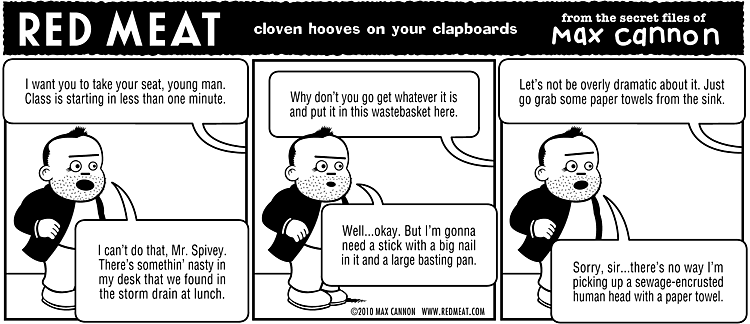 RED MEAT
cloven hooves on your clapboards
from the secret files of
Max Cannon
I want you to take your seat, young man.
Class is starting in less than one minute.
I can't do that, Mr. Spivey.
There's somethin' nasty in
my desk that we found in
the storm drain at lunch.
Why don't you go get whatever it is
and put it in this wastebasket here.
Well...okay. But I'm gonna
need a stick with a big nail
in it and a large basting pan.
©2010 MAX CANNON WWW.REDMEAT.COM
Let's not be overly dramatic about it. Just
go grab some paper towels from the sink.
Sorry, sir...there's no way I'm
picking up a sewage-encrusted
human head with a paper towel.